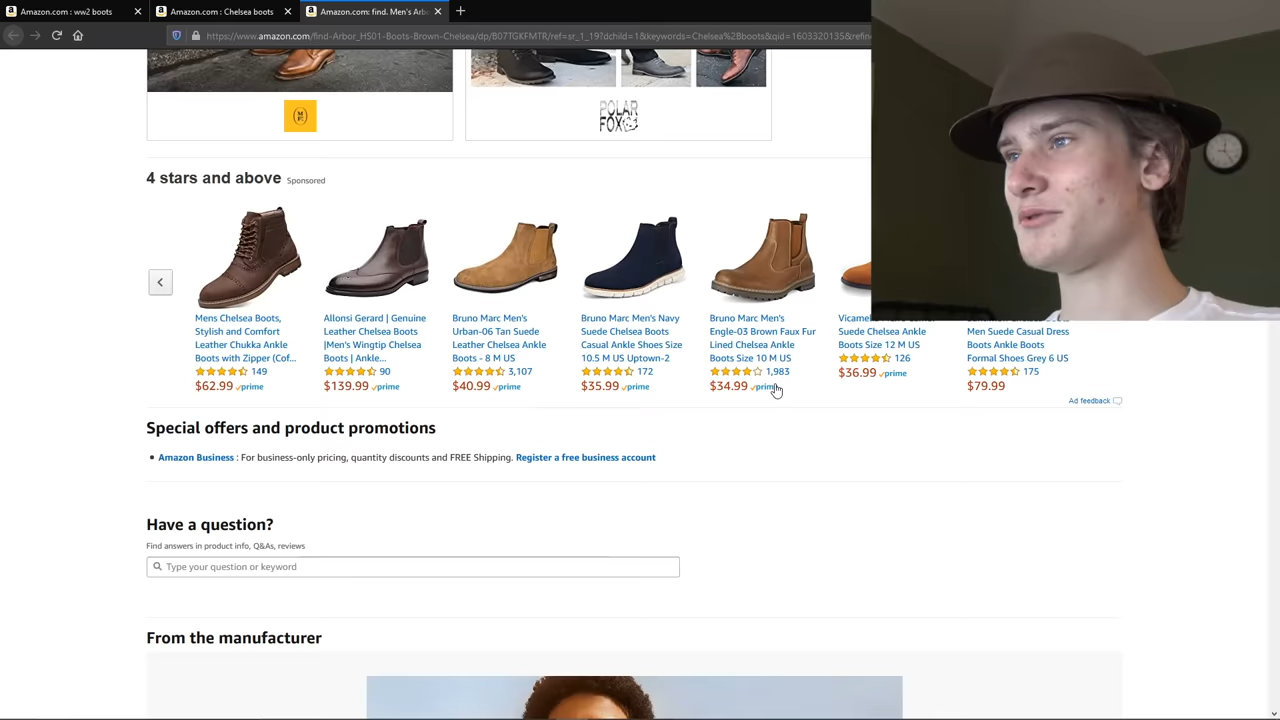 Amazon.com : ww2 boots
Amazon.com : Chelsea boots
Amazon.com: find. Men's Arb
https://www.amazon.com/find-Arbor_HS01-Boots-Brown-Chelsea/dp/B07TGKFMTR/ref=sr_1_19?dchild=1&keywords=Chelsea%2Bboots&qid=1603320135&refin
POLAR
FOX
4 stars and above Sponsored
Mens Chelsea Boots,
Stylish and Comfort
Leather Chukka Ankle
Boots with Zipper (Cof...
149
$62.99 prime
Allonsi Gerard | Genuine
Leather Chelsea Boots
|Men's Wingtip Chelsea
Boots | Ankle...
90
$139.99 prime
Bruno Marc Men's
Urban-06 Tan Suede
Leather Chelsea Ankle
Boots - 8 M US
3,107
$40.99 prime
Bruno Marc Men's Navy
Suede Chelsea Boots
Casual Ankle Shoes Size
10.5 M US Uptown-2
172
$35.99 prime
Bruno Marc Men's
Engle-03 Brown Faux Fur
Lined Chelsea Ankle
Boots Size 10 M US
1,983
$34.99 prime
Suede Chelsea Ankle
Boots Size 12 M US
126
$36.99 prime
Men Suede Casual Dress
Boots Ankle Boots
Formal Shoes Grey 6 US
175
$79.99
Ad feedback
Special offers and product promotions
• Amazon Business : For business-only pricing, quantity discounts and FREE Shipping. Register a free business account
Have a question?
Find answers in product info, Q&As, reviews
Type your question or keyword
From the manufacturer